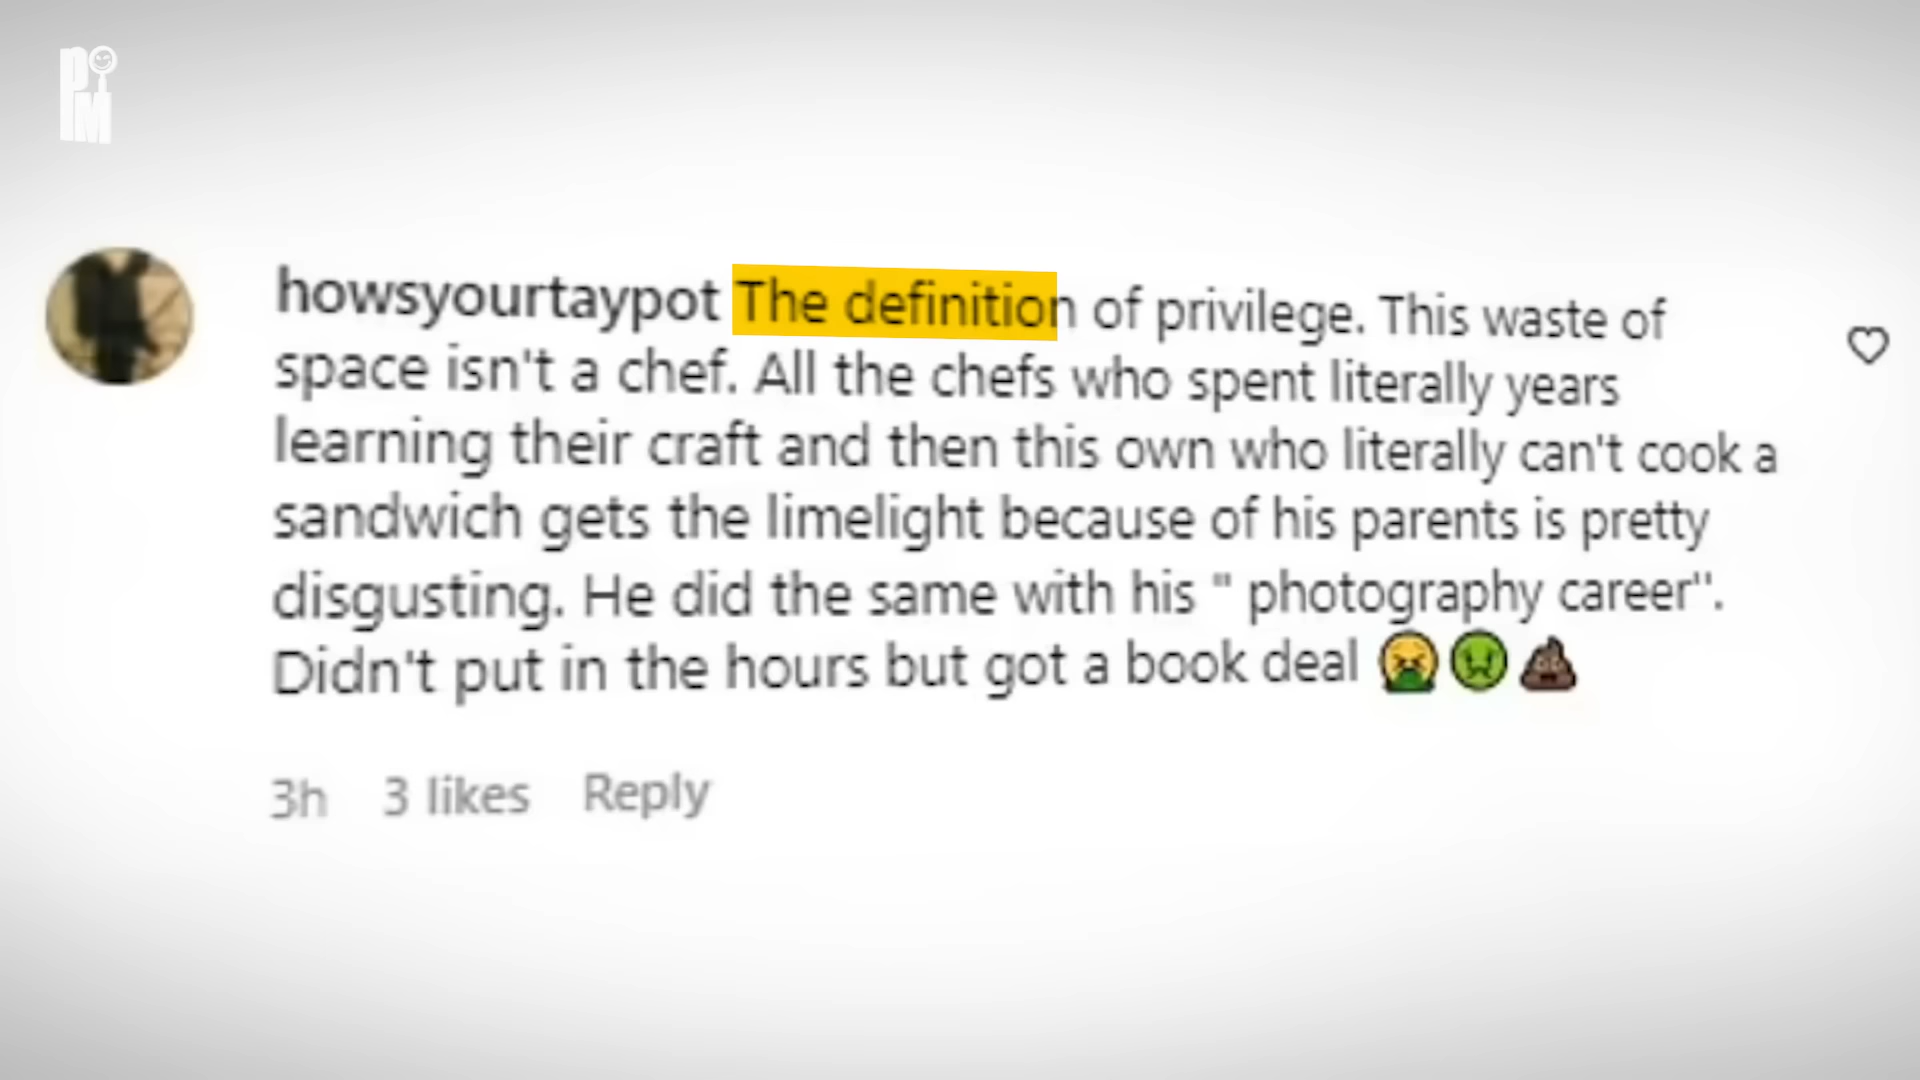 PiM
howsyourtaypot The definition of privilege. This waste of
space isn't a chef. All the chefs who spent literally years
learning their craft and then this own who literally can't cook a
sandwich gets the limelight because of his parents is pretty
disgusting. He did the same with his " photography career".
Didn't put in the hours but got a book deal 🤮🤢💩
3h 3 likes Reply